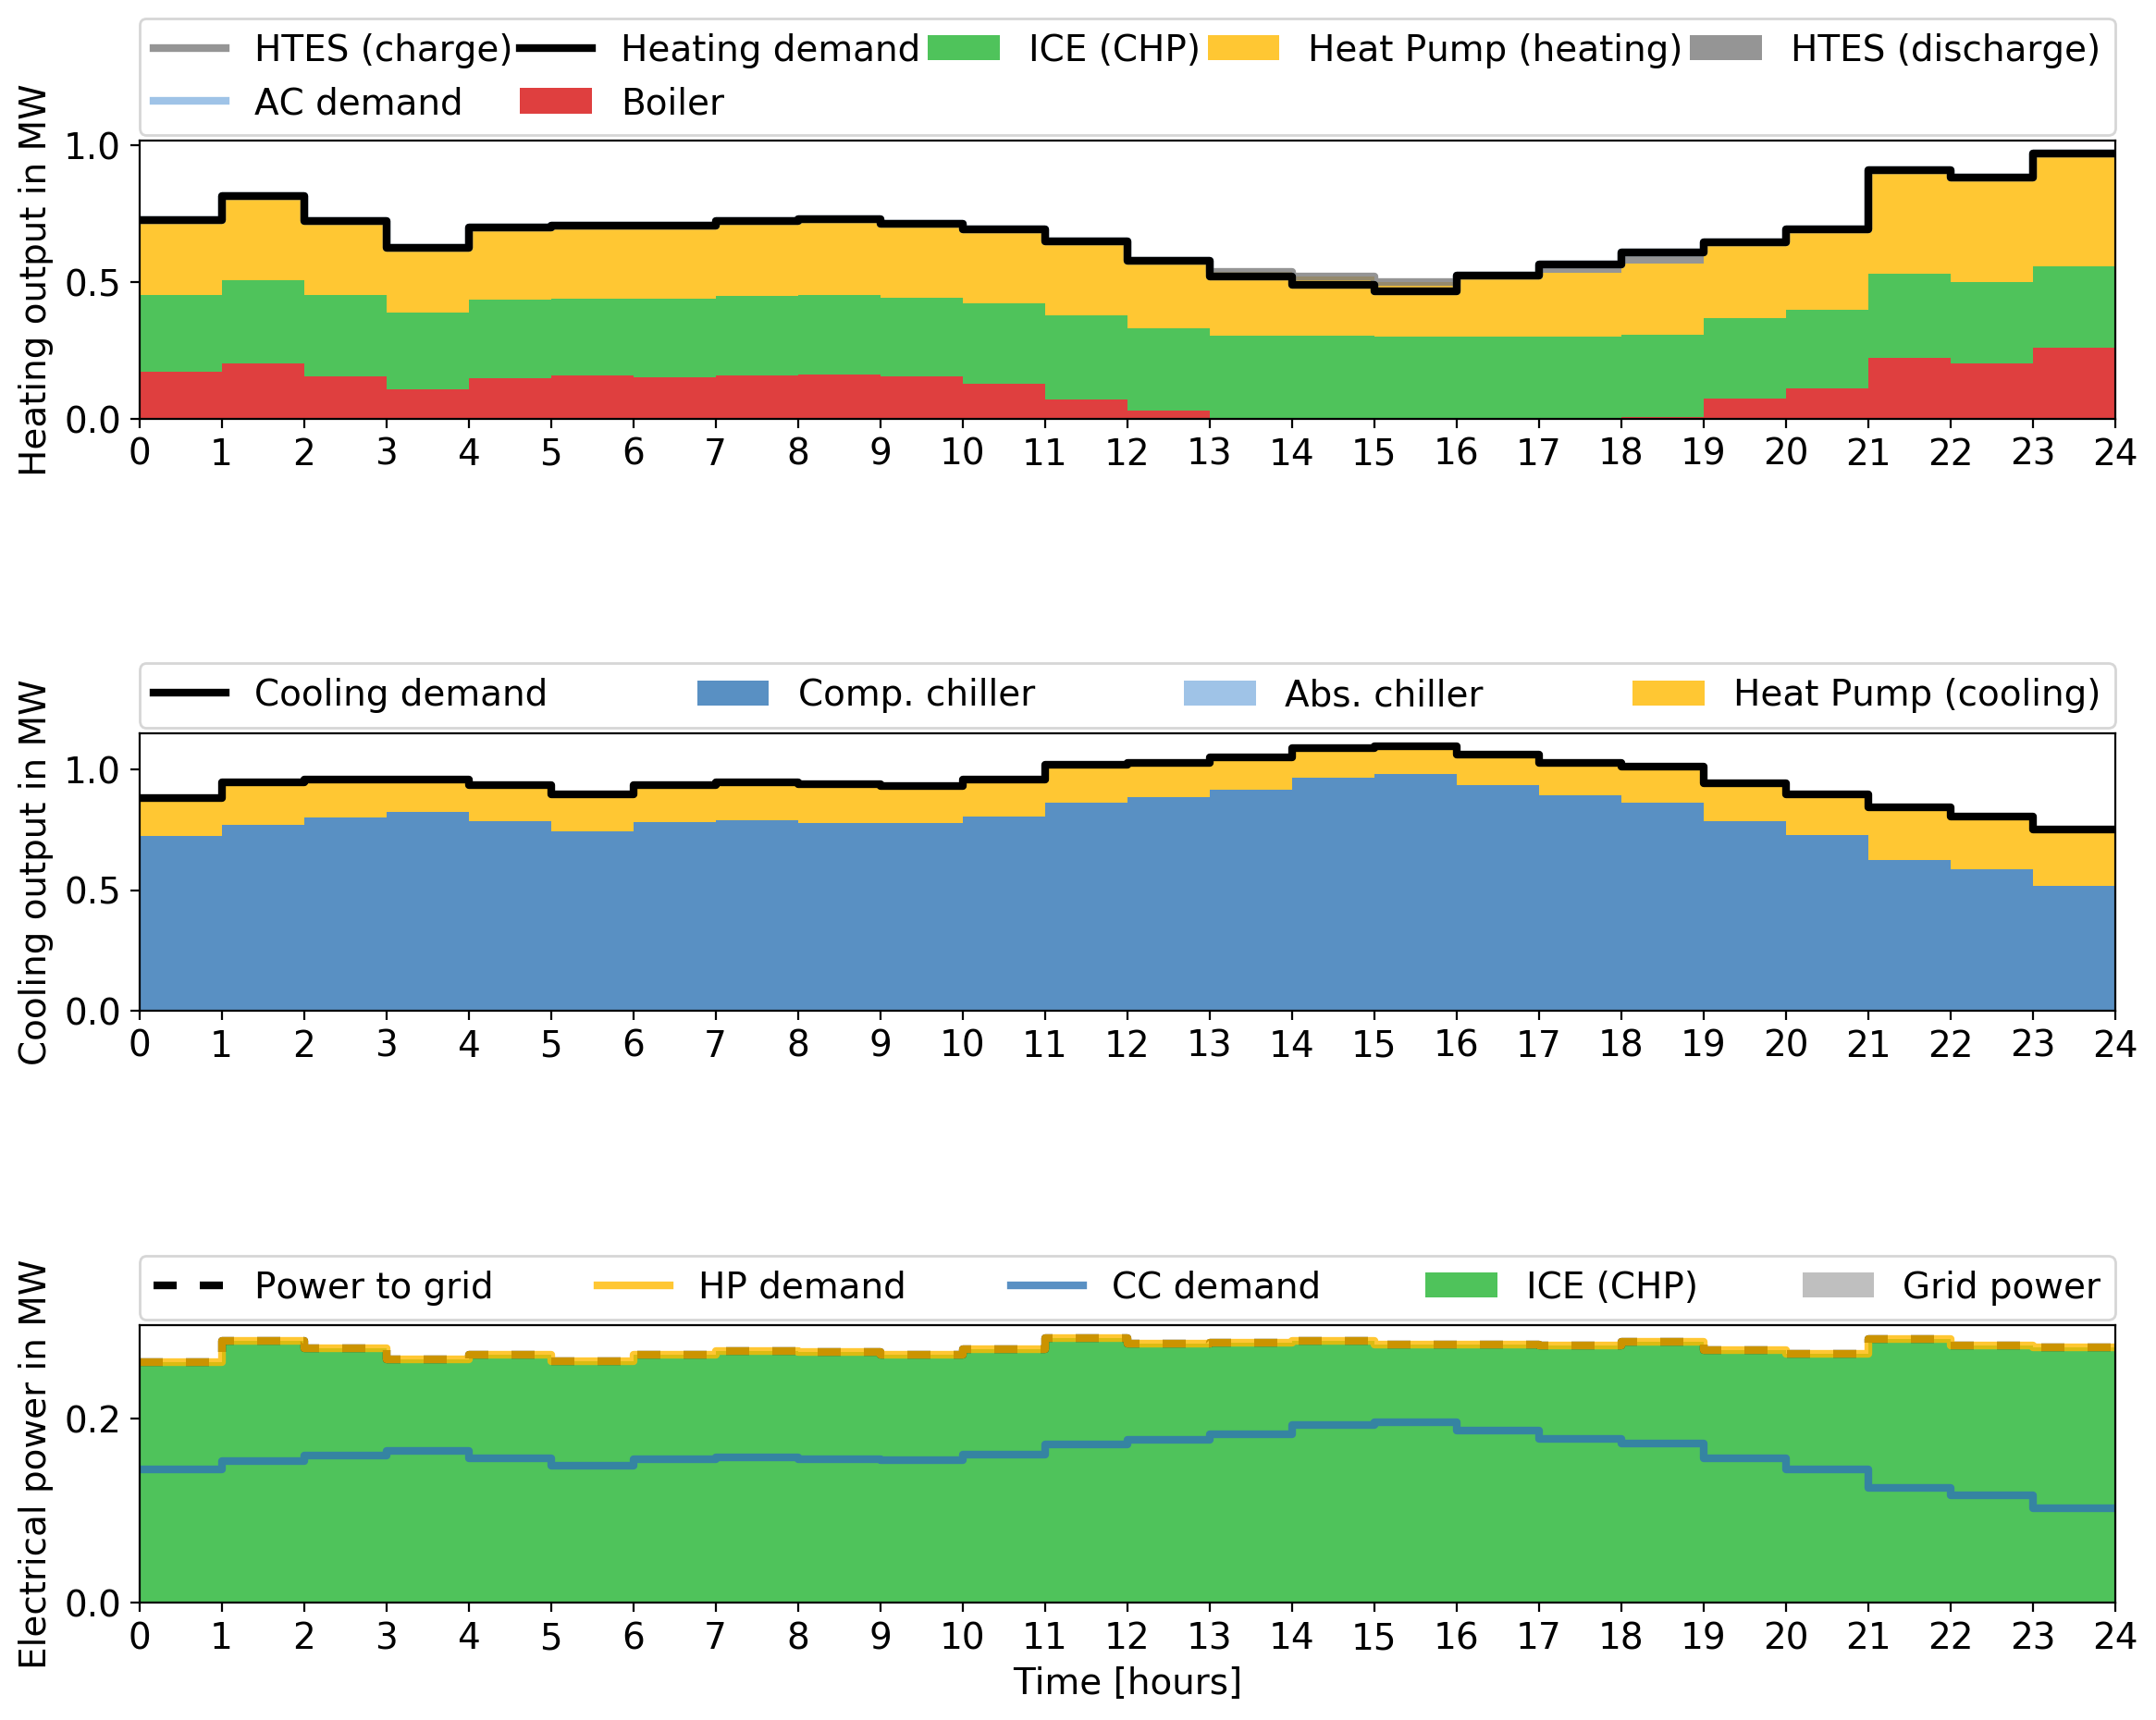 HTES (charge) Heating demand ICE (CHP) Heat Pump (heating) HTES (discharge)
AC demand Boiler
Heating output in MW
1.0
0.5
0.0
0 1 2 3 4 5 6 7 8 9 10 11 12 13 14 15 16 17 18 19 20 21 22 23 24
Cooling demand Comp. chiller Abs. chiller Heat Pump (cooling)
Cooling output in MW
1.0
0.5
0.0
0 1 2 3 4 5 6 7 8 9 10 11 12 13 14 15 16 17 18 19 20 21 22 23 24
Power to grid HP demand CC demand ICE (CHP) Grid power
Electrical power in MW
0.2
0.0
0 1 2 3 4 5 6 7 8 9 10 11 12 13 14 15 16 17 18 19 20 21 22 23 24
Time [hours]